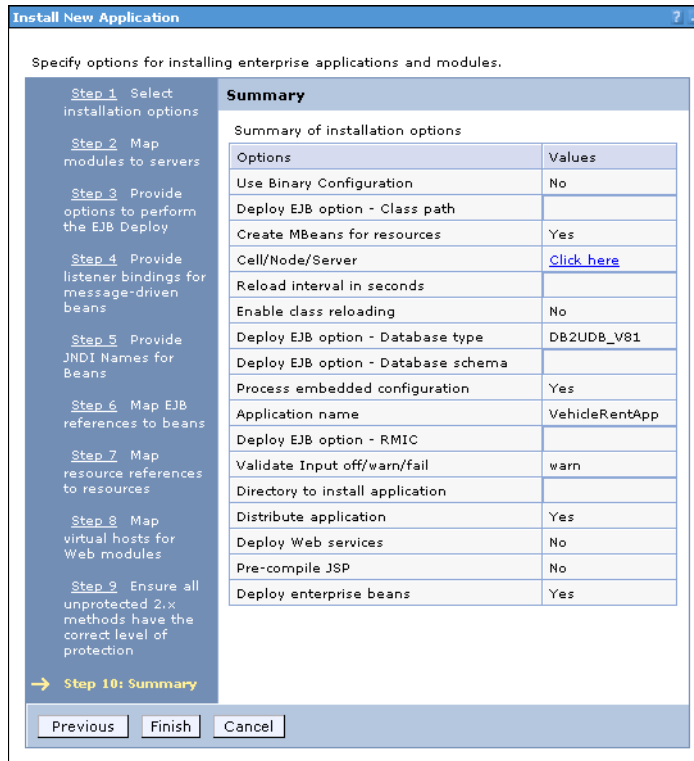 Install New Application ?
Specify options for installing enterprise applications and modules.
Step 1 Select
installation options
Step 2 Map
modules to servers
Step 3 Provide
options to perform
the EJB Deploy
Step 4 Provide
listener bindings for
message-driven
beans
Step 5 Provide
JNDI Names for
Beans
Step 6 Map EJB
references to beans
Step 7 Map
resource references
to resources
Step 8 Map
virtual hosts for
Web modules
Step 9 Ensure all
unprotected 2.x
methods have the
correct level of
protection
Step 10: Summary
Summary
Summary of installation options
Options Values
Use Binary Configuration No
Deploy EJB option - Class path
Create MBeans for resources Yes
Cell/Node/Server Click here
Reload interval in seconds
Enable class reloading No
Deploy EJB option - Database type DB2UDB_V81
Deploy EJB option - Database schema
Process embedded configuration Yes
Application name VehicleRentApp
Deploy EJB option - RMIC
Validate Input off/warn/fail warn
Directory to install application
Distribute application Yes
Deploy Web services No
Pre-compile JSP No
Deploy enterprise beans Yes
Previous Finish Cancel